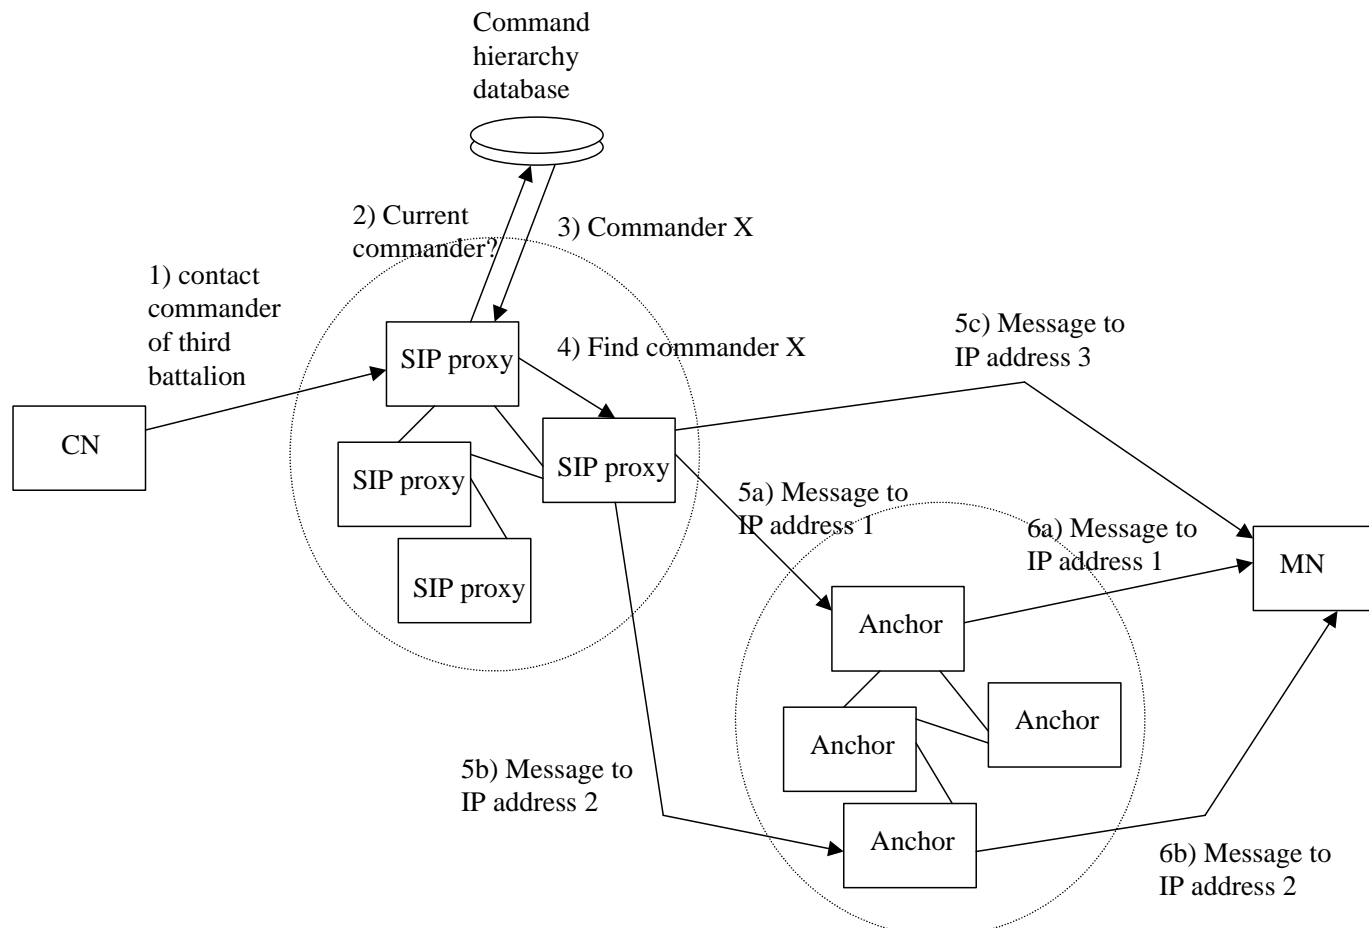 Command
hierarchy
database
2) Current
commander?
3) Commander X
1) contact
commander
of third
battalion
SIP proxy
4) Find commander X
5c) Message to
IP address 3
CN
SIP proxy
SIP proxy
SIP proxy
5a) Message to
IP address 1
6a) Message to
IP address 1
MN
Anchor
Anchor
Anchor
Anchor
5b) Message to
IP address 2
6b) Message to
IP address 2